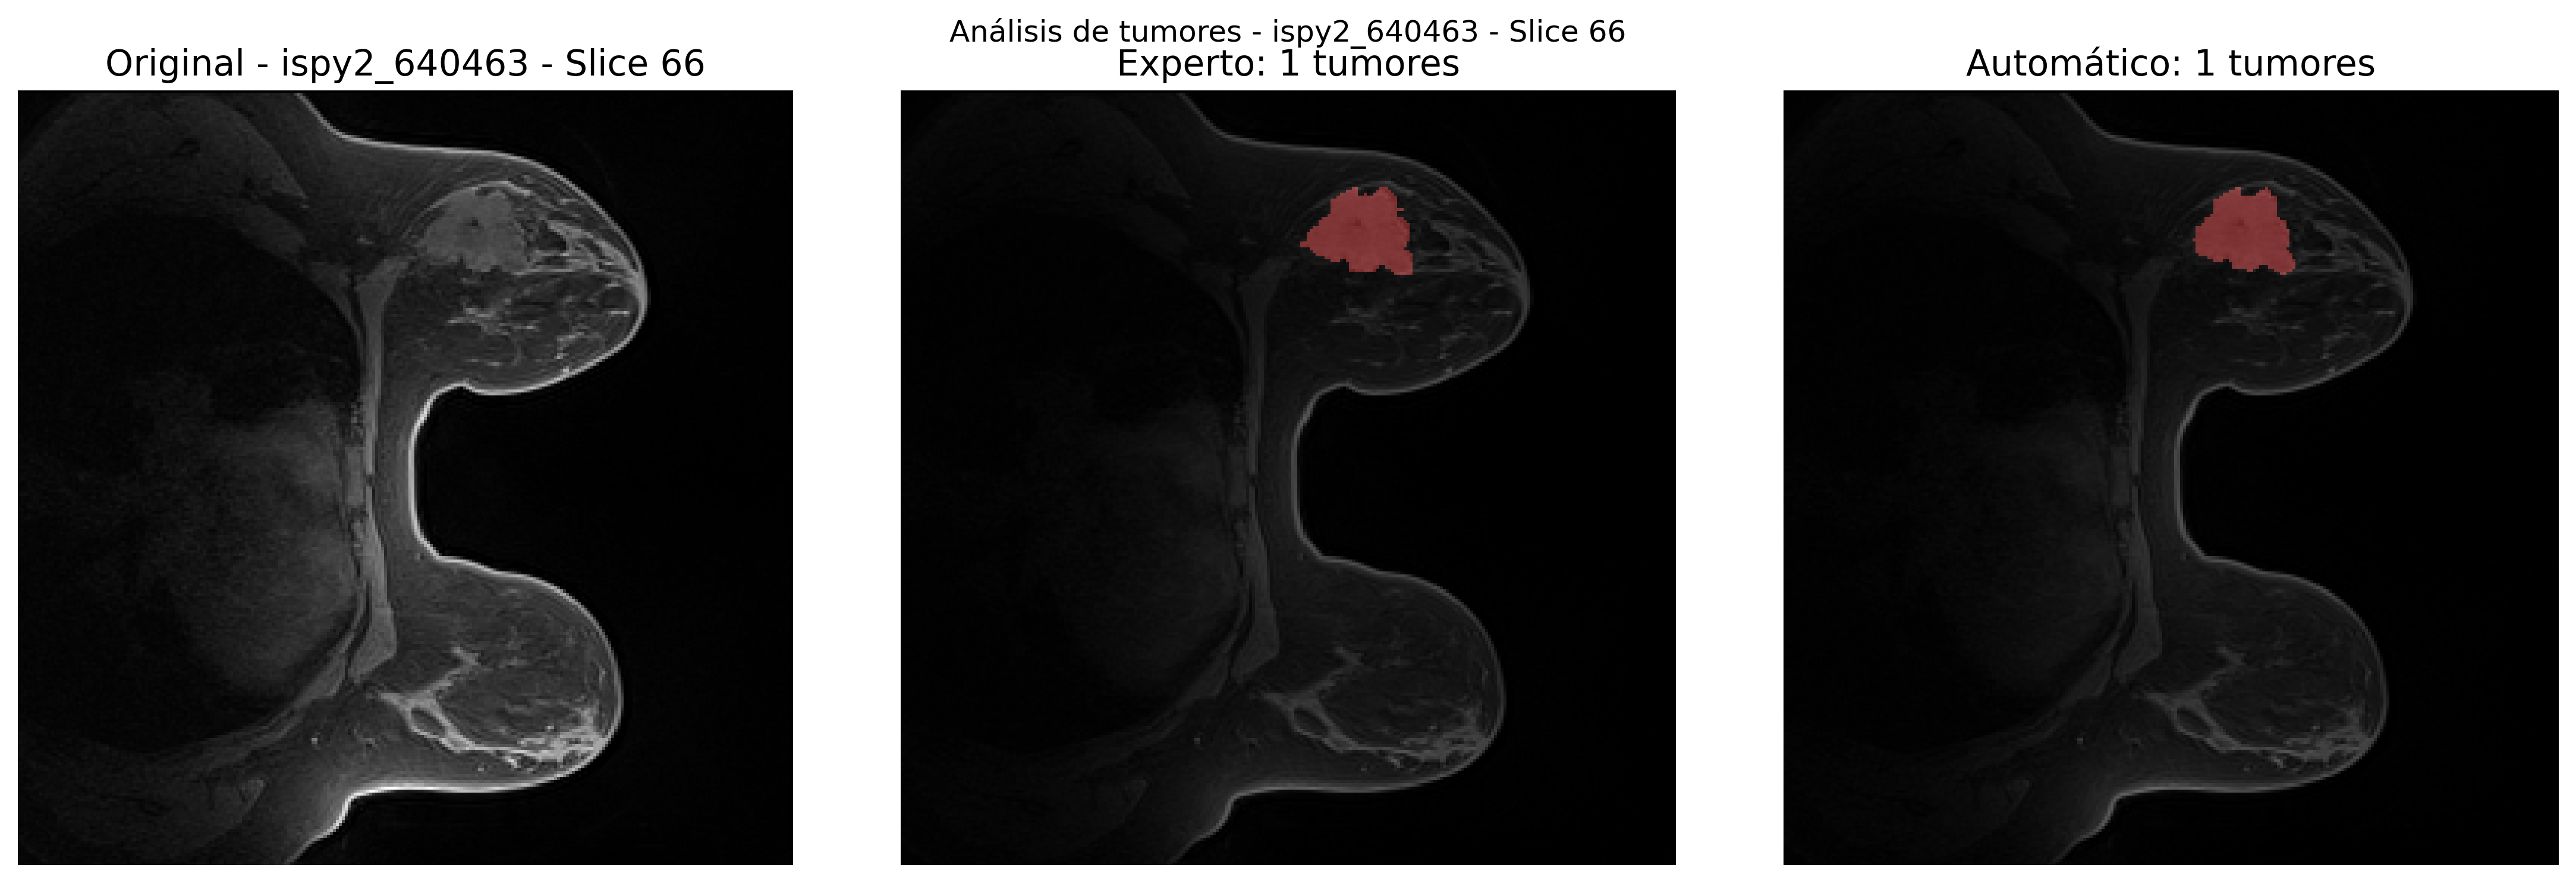 Análisis de tumores - ispy2_640463 - Slice 66
Original - ispy2_640463 - Slice 66
Experto: 1 tumores
Automático: 1 tumores